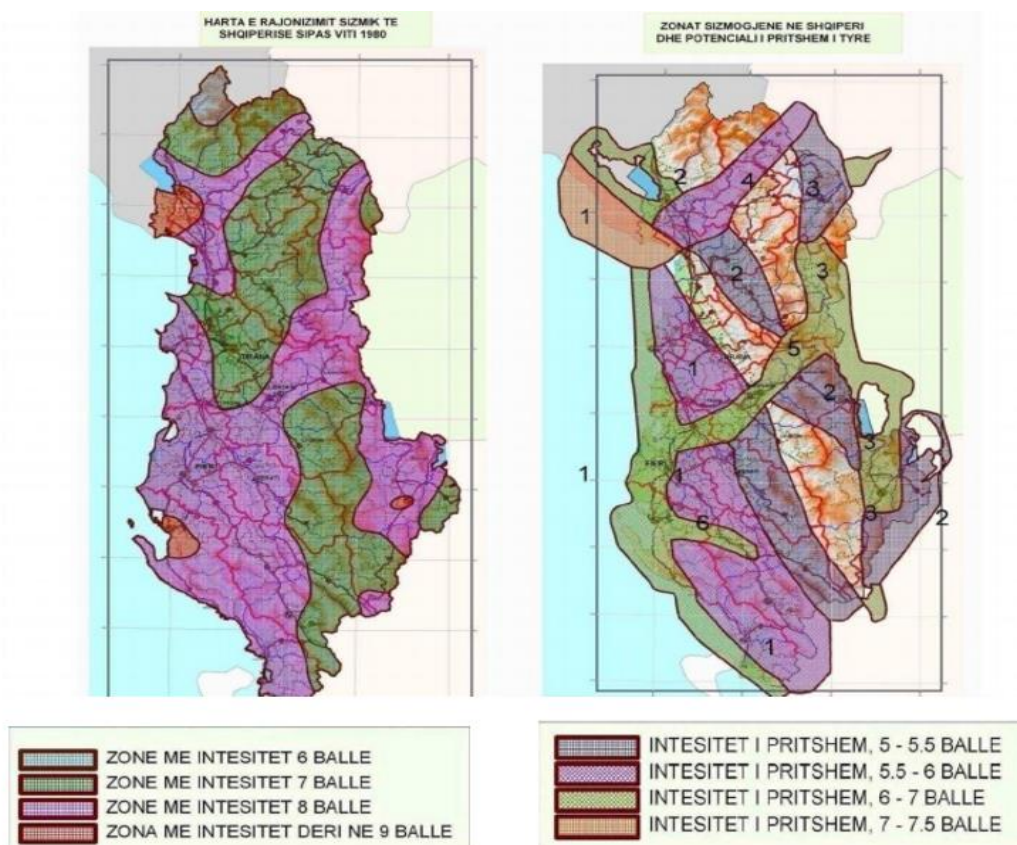 HARTA E RAJONIZIMIT SIZMIK TE
SHQIPERISE SIPAS VITI 1980
ZONAT SIZMOGJENE NE SHQIPERI
DHE POTENCIALI I PRITSHEM I TYRE
2
4
3
1
2
3
5
1
2
3
1
1
3
2
6
1
TIRANA
FIERI
ZONE ME INTESITET 6 BALLE
ZONE ME INTESITET 7 BALLE
ZONE ME INTESITET 8 BALLE
ZONA ME INTESITET DERI NE 9 BALLE
INTESITET I PRITSHEM, 5 - 5.5 BALLE
INTESITET I PRITSHEM, 5.5 - 6 BALLE
INTESITET I PRITSHEM, 6 - 7 BALLE
INTESITET I PRITSHEM, 7 - 7.5 BALLE